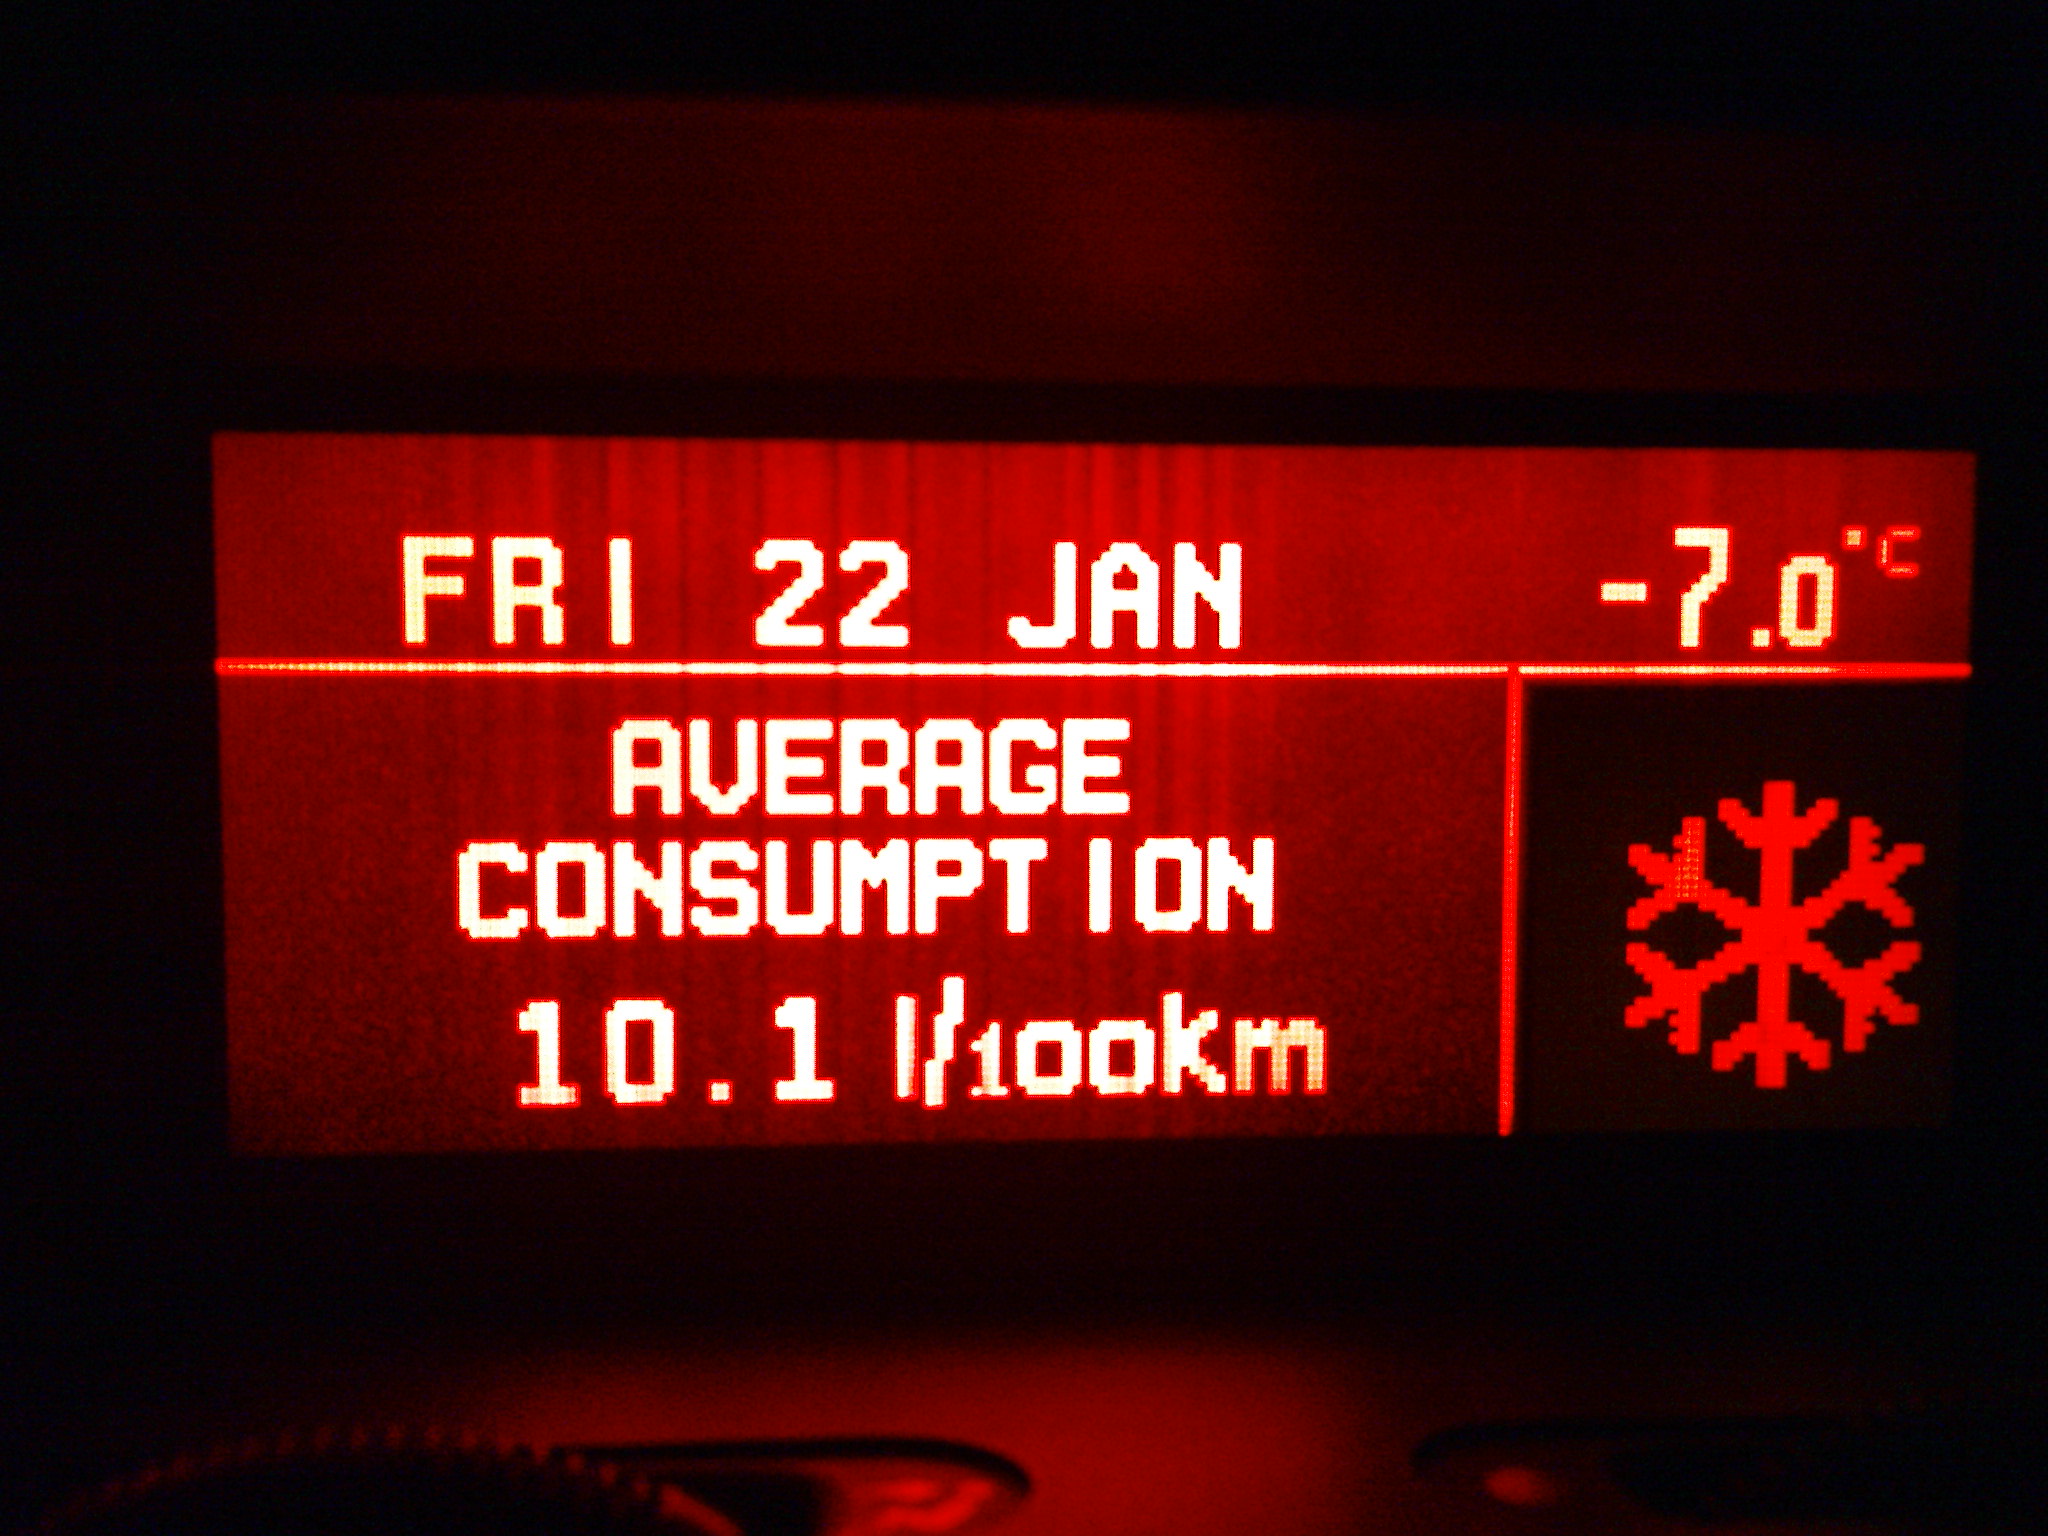 FRI 22 JAN -7.0°C
AVERAGE
CONSUMPTION
10.1 l/100km